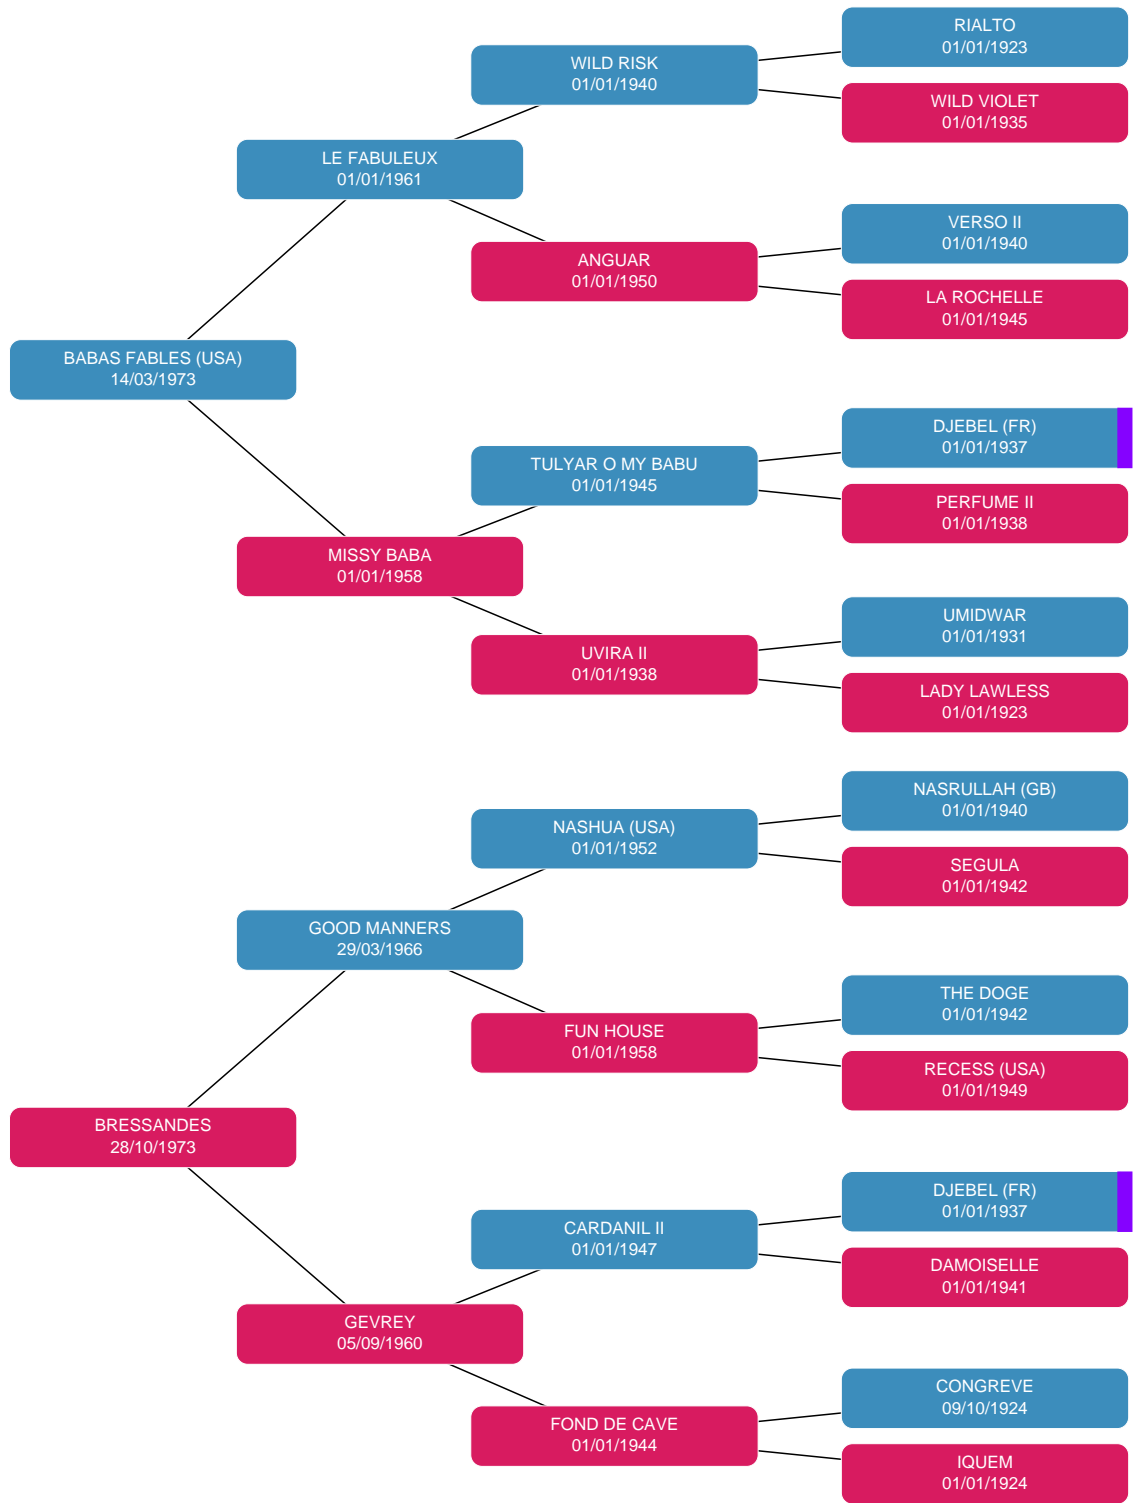 RIALTO
01/01/1923
WILD RISK
01/01/1940
WILD VIOLET
01/01/1935
LE FABULEUX
01/01/1961
VERSO II
01/01/1940
ANGUAR
01/01/1950
LA ROCHELLE
01/01/1945
BABAS FABLES (USA)
14/03/1973
DJEBEL (FR)
01/01/1937
TULYAR O MY BABU
01/01/1945
PERFUME II
01/01/1938
MISSY BABA
01/01/1958
UMIDWAR
01/01/1931
UVIRA II
01/01/1938
LADY LAWLESS
01/01/1923
NASRULLAH (GB)
01/01/1940
NASHUA (USA)
01/01/1952
SEGULA
01/01/1942
GOOD MANNERS
29/03/1966
THE DOGE
01/01/1942
FUN HOUSE
01/01/1958
RECESS (USA)
01/01/1949
BRESSANDES
28/10/1973
DJEBEL (FR)
01/01/1937
CARDANIL II
01/01/1947
DAMOISELLE
01/01/1941
GEVREY
05/09/1960
CONGREVE
09/10/1924
FOND DE CAVE
01/01/1944
IQUEM
01/01/1924